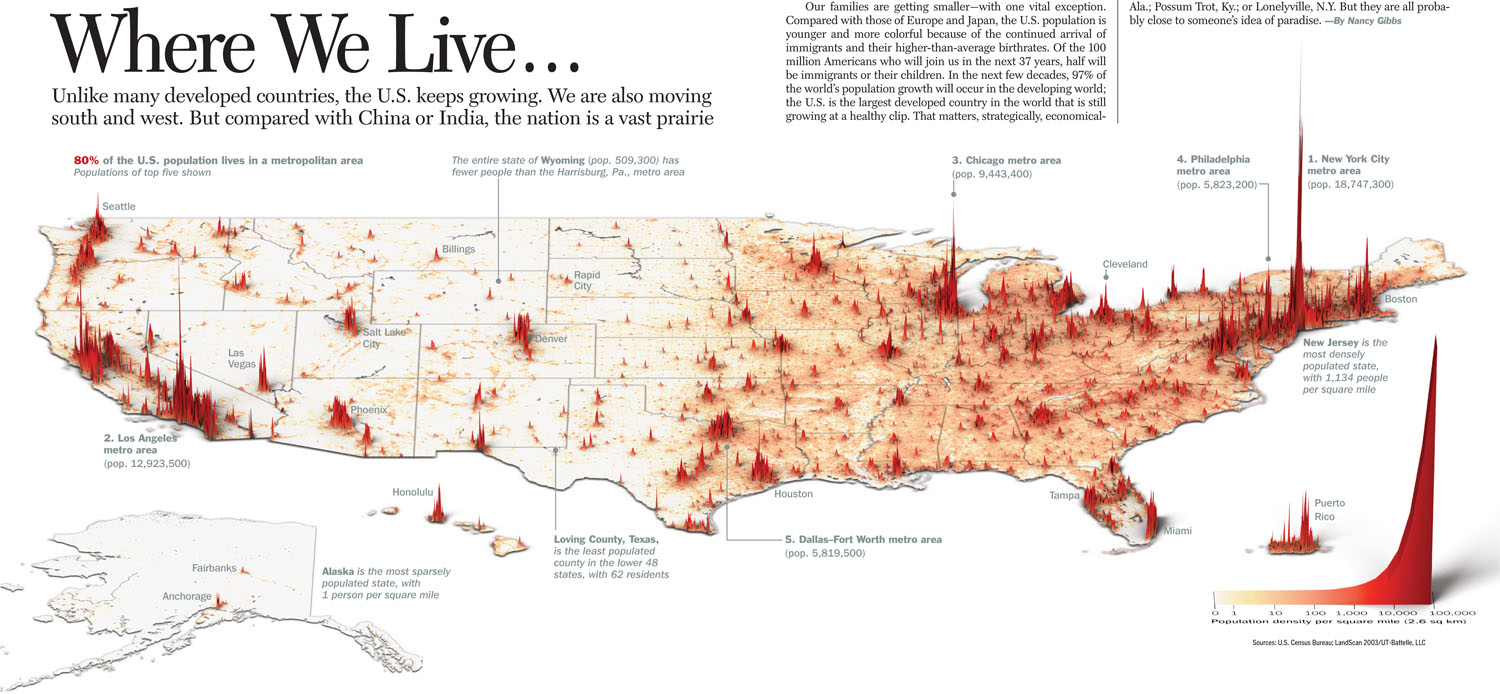 Where We Live...
Unlike many developed countries, the U.S. keeps growing. We are also moving
south and west. But compared with China or India, the nation is a vast prairie
Our families are getting smaller—with one vital exception.
Compared with those of Europe and Japan, the U.S. population is
younger and more colorful because of the continued arrival of
immigrants and their higher-than-average birthrates. Of the 100
million Americans who will join us in the next 37 years, half will
be immigrants or their children. In the next few decades, 97% of
the world's population growth will occur in the developing world;
the U.S. is the largest developed country in the world that is still
growing at a healthy clip. That matters, strategically, economical-
Ala.; Possum Trot, Ky.; or Lonelyville, N.Y. But they are all proba-
bly close to someone's idea of paradise. —By Nancy Gibbs
80% of the U.S. population lives in a metropolitan area
Populations of top five shown
The entire state of Wyoming (pop. 509,300) has
fewer people than the Harrisburg, Pa., metro area
3. Chicago metro area
(pop. 9,443,400)
4. Philadelphia
metro area
(pop. 5,823,200)
1. New York City
metro area
(pop. 18,747,300)
Seattle
Billings
Rapid
City
Cleveland
Boston
Salt Lake
City
Denver
Las
Vegas
Phoenix
New Jersey is the
most densely
populated state,
with 1,134 people
per square mile
2. Los Angeles
metro area
(pop. 12,923,500)
Honolulu
Houston
Tampa
Miami
Puerto
Rico
Loving County, Texas,
is the least populated
county in the lower 48
states, with 62 residents
5. Dallas–Fort Worth metro area
(pop. 5,819,500)
Fairbanks
Anchorage
Alaska is the most sparsely
populated state, with
1 person per square mile
0 1 10 100 1,000 10,000 100,000
Population density per square mile (2.6 sq km)
Sources: U.S. Census Bureau; LandScan 2003/UT-Battelle, LLC